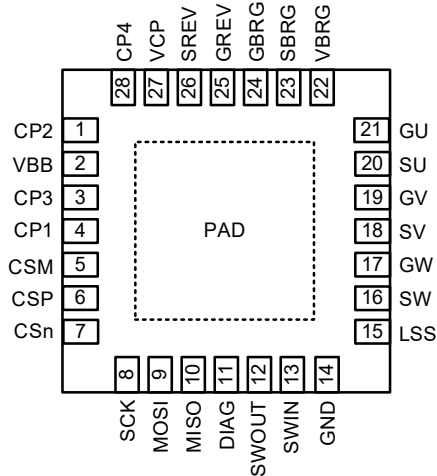 CP4 VCP SREV GREV GBRG SBRG VBRG
28 27 26 25 24 23 22
CP2 1 21 GU
VBB 2 20 SU
CP3 3 19 GV
CP1 4 PAD 18 SV
CSM 5 17 GW
CSP 6 16 SW
CSn 7 15 LSS
8 9 10 11 12 13 14
SCK MOSI MISO DIAG SWOUT SWIN GND